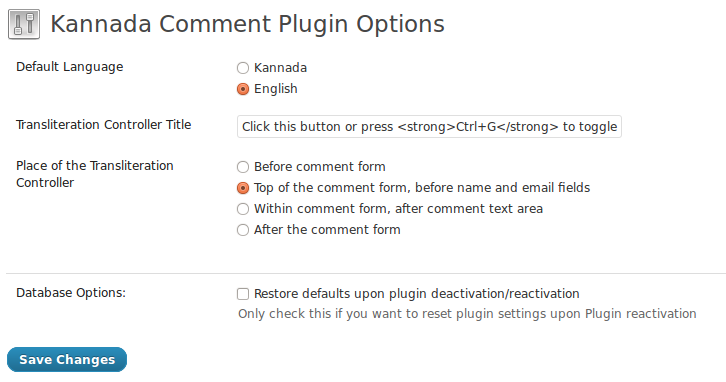 Kannada Comment Plugin Options
Default Language
Kannada
English
Transliteration Controller Title
Click this button or press <strong>Ctrl+G</strong> to toggle
Place of the Transliteration
Controller
Before comment form
Top of the comment form, before name and email fields
Within comment form, after comment text area
After the comment form
Database Options:
Restore defaults upon plugin deactivation/reactivation
Only check this if you want to reset plugin settings upon Plugin reactivation
Save Changes